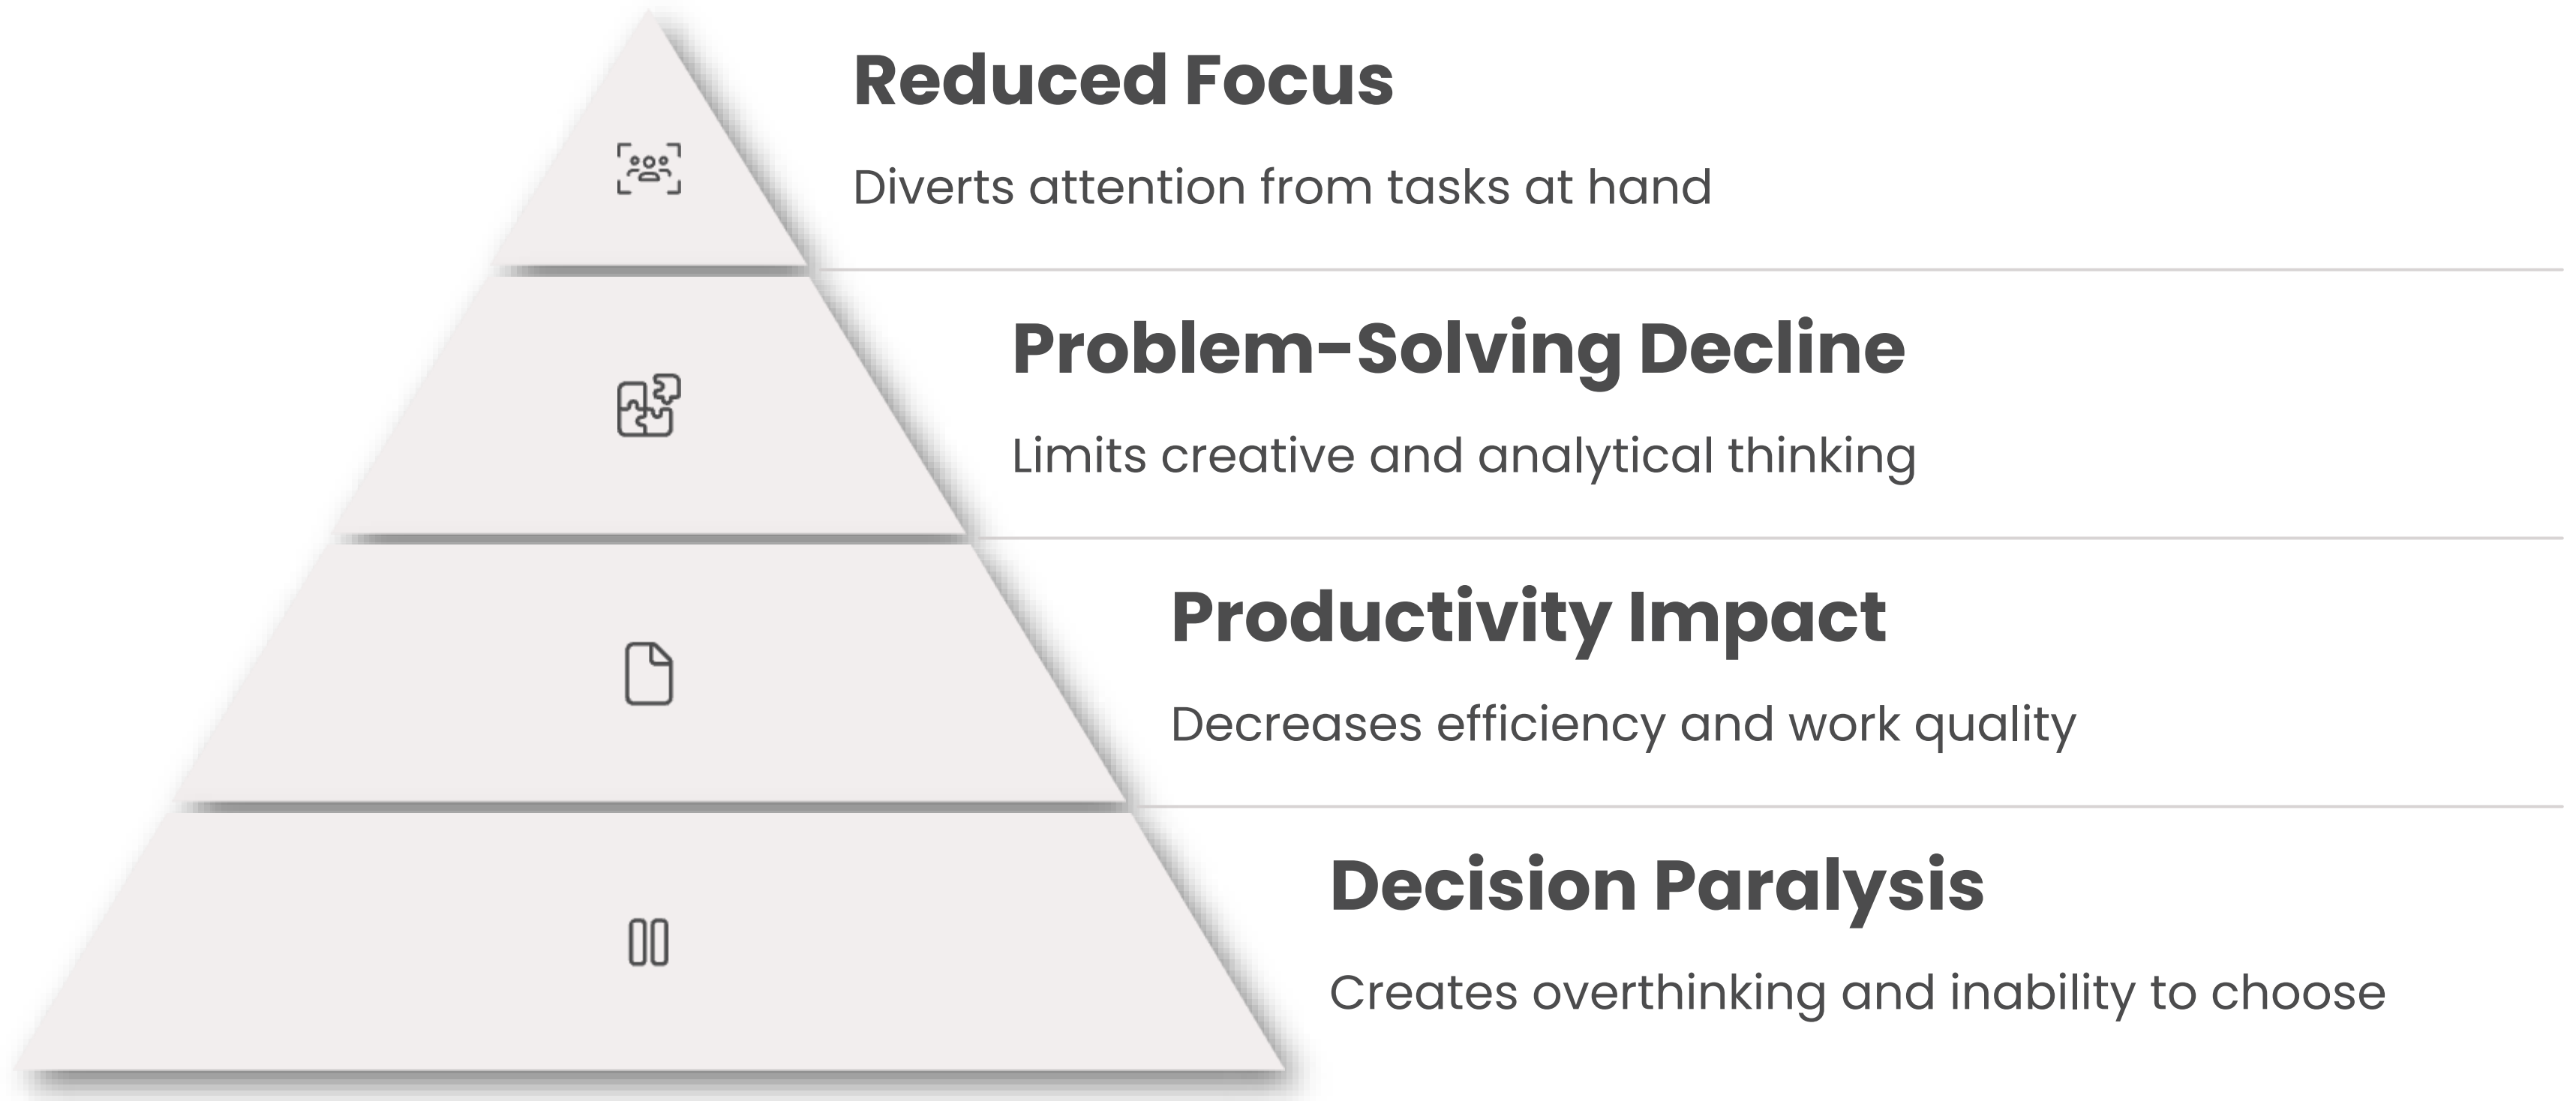 Reduced Focus
Diverts attention from tasks at hand
Problem-Solving Decline
Limits creative and analytical thinking
Productivity Impact
Decreases efficiency and work quality
Decision Paralysis
Creates overthinking and inability to choose